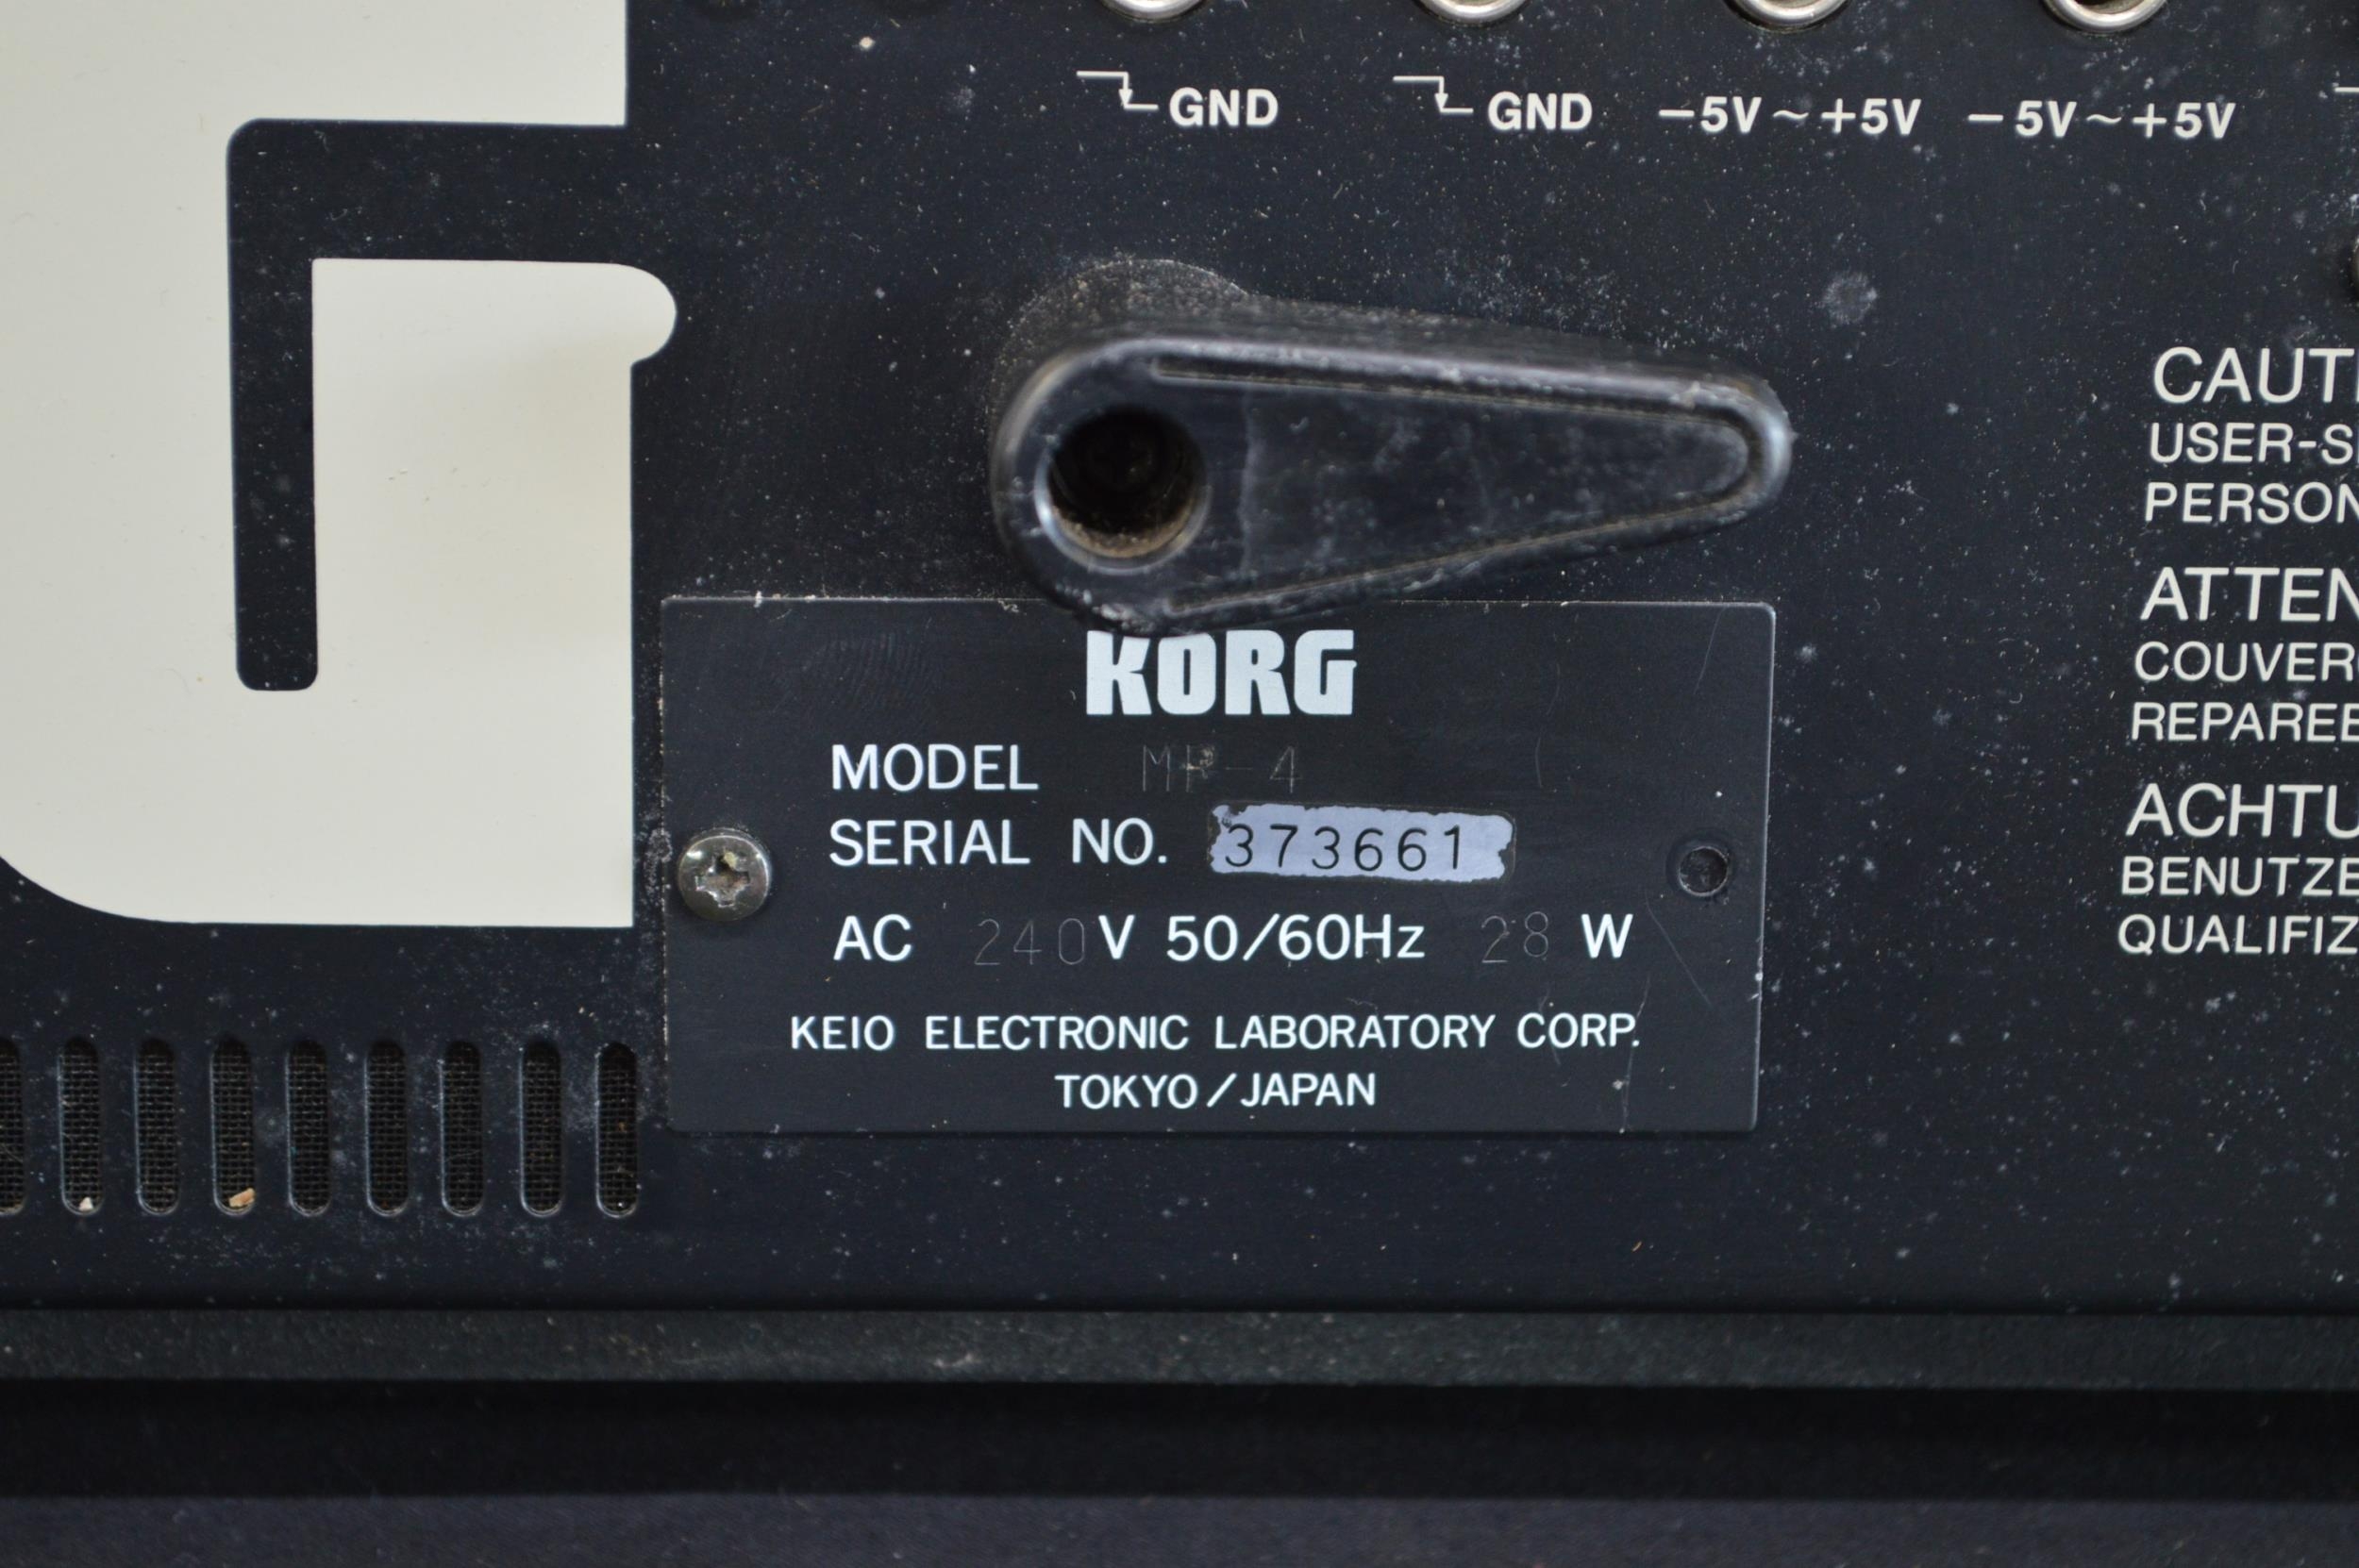 GND GND −5V~+5V −5V~+5V
KORG
MODEL MP-4
SERIAL NO. 373661
AC 240V 50/60Hz 28 W
KEIO ELECTRONIC LABORATORY CORP.
TOKYO/JAPAN
CAUTI
USER-S
PERSON
ATTEN
COUVER
REPAREE
ACHTU
BENUTZE
QUALIFIZ